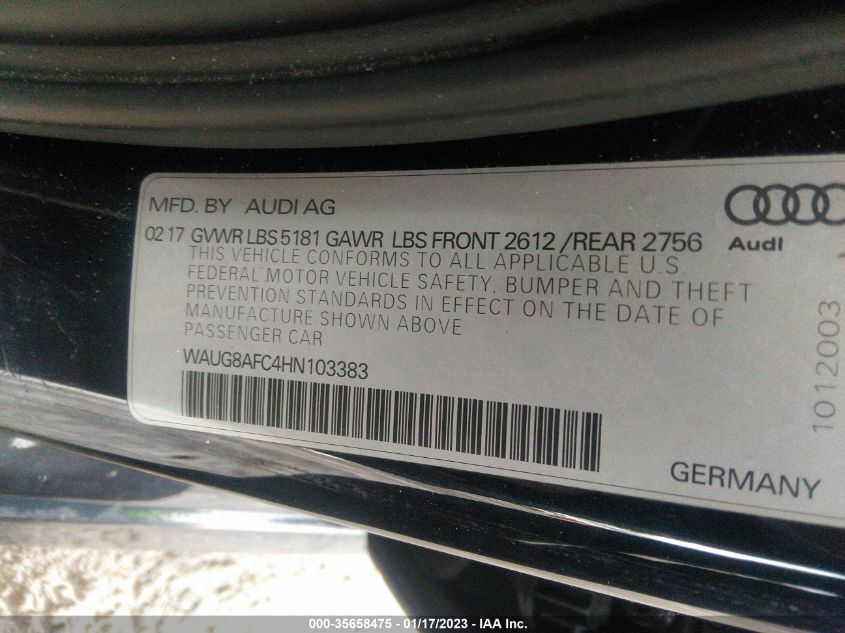 MFD. BY AUDI AG
02 17 GVWR LBS 5181 GAWR LBS FRONT 2612 / REAR 2756
THIS VEHICLE CONFORMS TO ALL APPLICABLE U.S.
FEDERAL MOTOR VEHICLE SAFETY, BUMPER AND THEFT
PREVENTION STANDARDS IN EFFECT ON THE DATE OF
MANUFACTURE SHOWN ABOVE
PASSENGER CAR
WAUG8AFC4HN103383
Audi
1012003
GERMANY
000-35658475 — 01/17/2023 — IAA Inc.